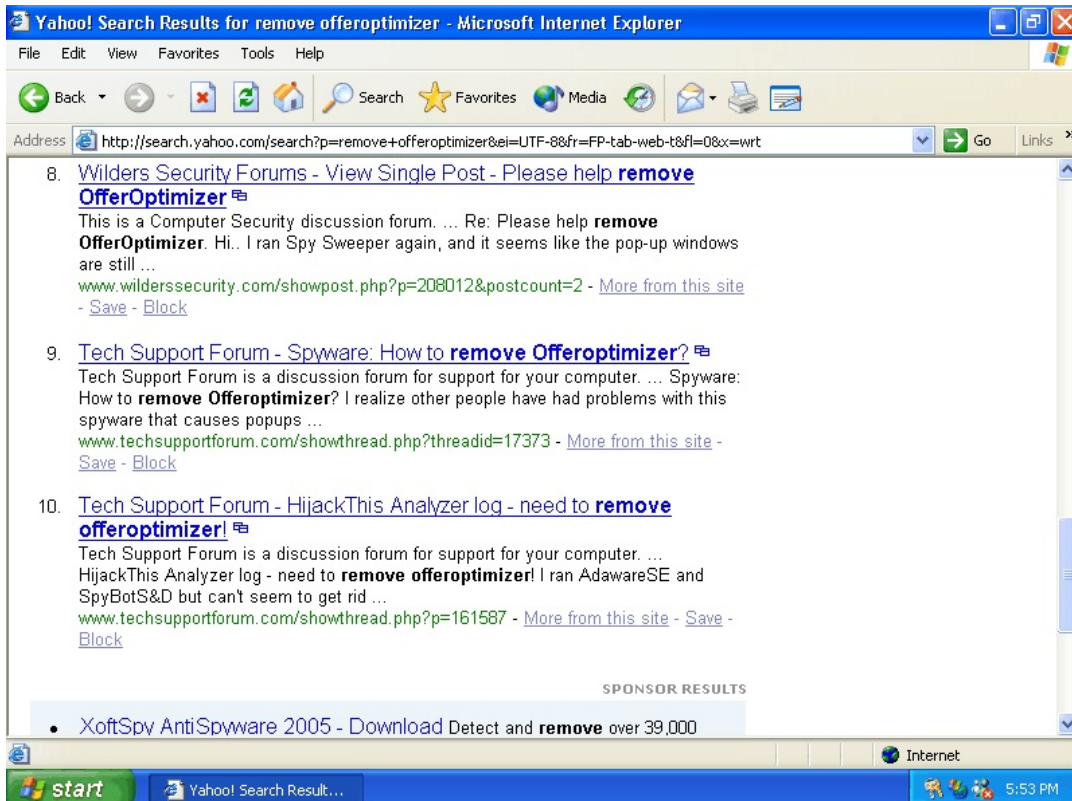 Yahoo! Search Results for remove offeroptimizer - Microsoft Internet Explorer
File Edit View Favorites Tools Help
Back Search Favorites Media
Address http://search.yahoo.com/search?p=remove+offeroptimizer&ei=UTF-8&fr=FP-tab-web-t&fl=0&x=wrt Go Links »
8. Wilders Security Forums - View Single Post - Please help remove
OfferOptimizer
This is a Computer Security discussion forum. ... Re: Please help remove
OfferOptimizer. Hi.. I ran Spy Sweeper again, and it seems like the pop-up windows
are still ...
www.wilderssecurity.com/showpost.php?p=208012&postcount=2 - More from this site
- Save - Block
9. Tech Support Forum - Spyware: How to remove Offeroptimizer?
Tech Support Forum is a discussion forum for support for your computer. ... Spyware:
How to remove Offeroptimizer? I realize other people have had problems with this
spyware that causes popups ...
www.techsupportforum.com/showthread.php?threadid=17373 - More from this site -
Save - Block
10. Tech Support Forum - HijackThis Analyzer log - need to remove
offeroptimizer!
Tech Support Forum is a discussion forum for support for your computer. ...
HijackThis Analyzer log - need to remove offeroptimizer! I ran AdawareSE and
SpyBotS&D but can't seem to get rid ...
www.techsupportforum.com/showthread.php?p=161587 - More from this site - Save -
Block
SPONSOR RESULTS
• XoftSpy AntiSpyware 2005 - Download Detect and remove over 39,000
Internet
start Yahoo! Search Result... 5:53 PM